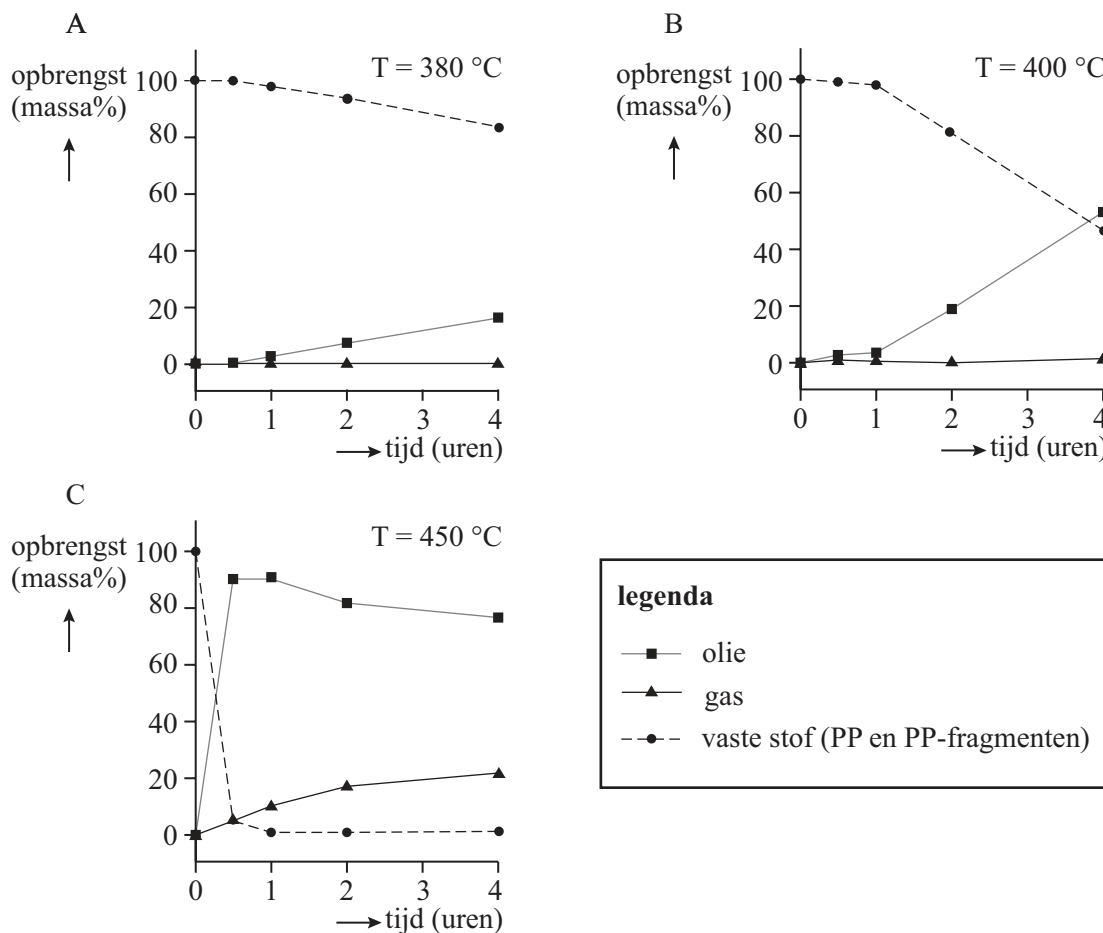 A
T = 380 °C
opbrengst
(massa%)
100
80
60
40
20
0
0 1 2 3 4
tijd (uren)
B
T = 400 °C
opbrengst
(massa%)
100
80
60
40
20
0
0 1 2 3 4
tijd (uren)
C
T = 450 °C
opbrengst
(massa%)
100
80
60
40
20
0
0 1 2 3 4
tijd (uren)
legenda
olie
gas
vaste stof (PP en PP-fragmenten)